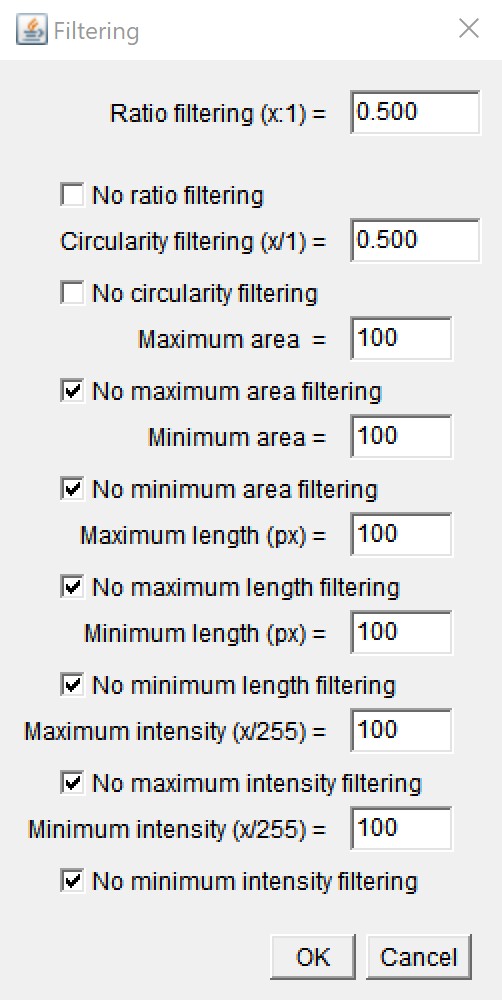 Filtering
Ratio filtering (x:1) = 0.500
No ratio filtering
Circularity filtering (x/1) = 0.500
No circularity filtering
Maximum area = 100
No maximum area filtering
Minimum area = 100
No minimum area filtering
Maximum length (px) = 100
No maximum length filtering
Minimum length (px) = 100
No minimum length filtering
Maximum intensity (x/255) = 100
No maximum intensity filtering
Minimum intensity (x/255) = 100
No minimum intensity filtering
OK Cancel